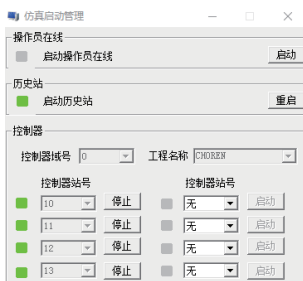 仿真启动管理
操作员在线
启动操作员在线 启动
历史站
启动历史站 重启
控制器
控制器域号 0 工程名称 CHOREN
控制器站号 控制器站号
10 停止 无 启动
11 停止 无 启动
12 停止 无 启动
13 停止 无 启动